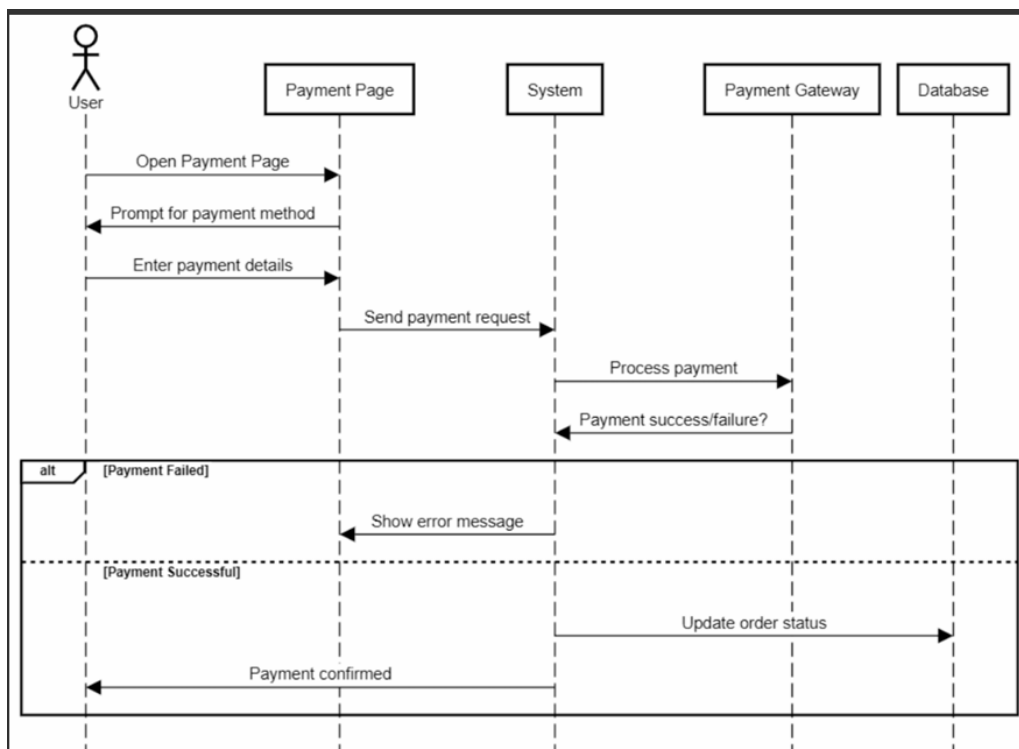 User
Payment Page
System
Payment Gateway
Database
Open Payment Page
Prompt for payment method
Enter payment details
Send payment request
Process payment
Payment success/failure?
alt
[Payment Failed]
Show error message
[Payment Successful]
Update order status
Payment confirmed